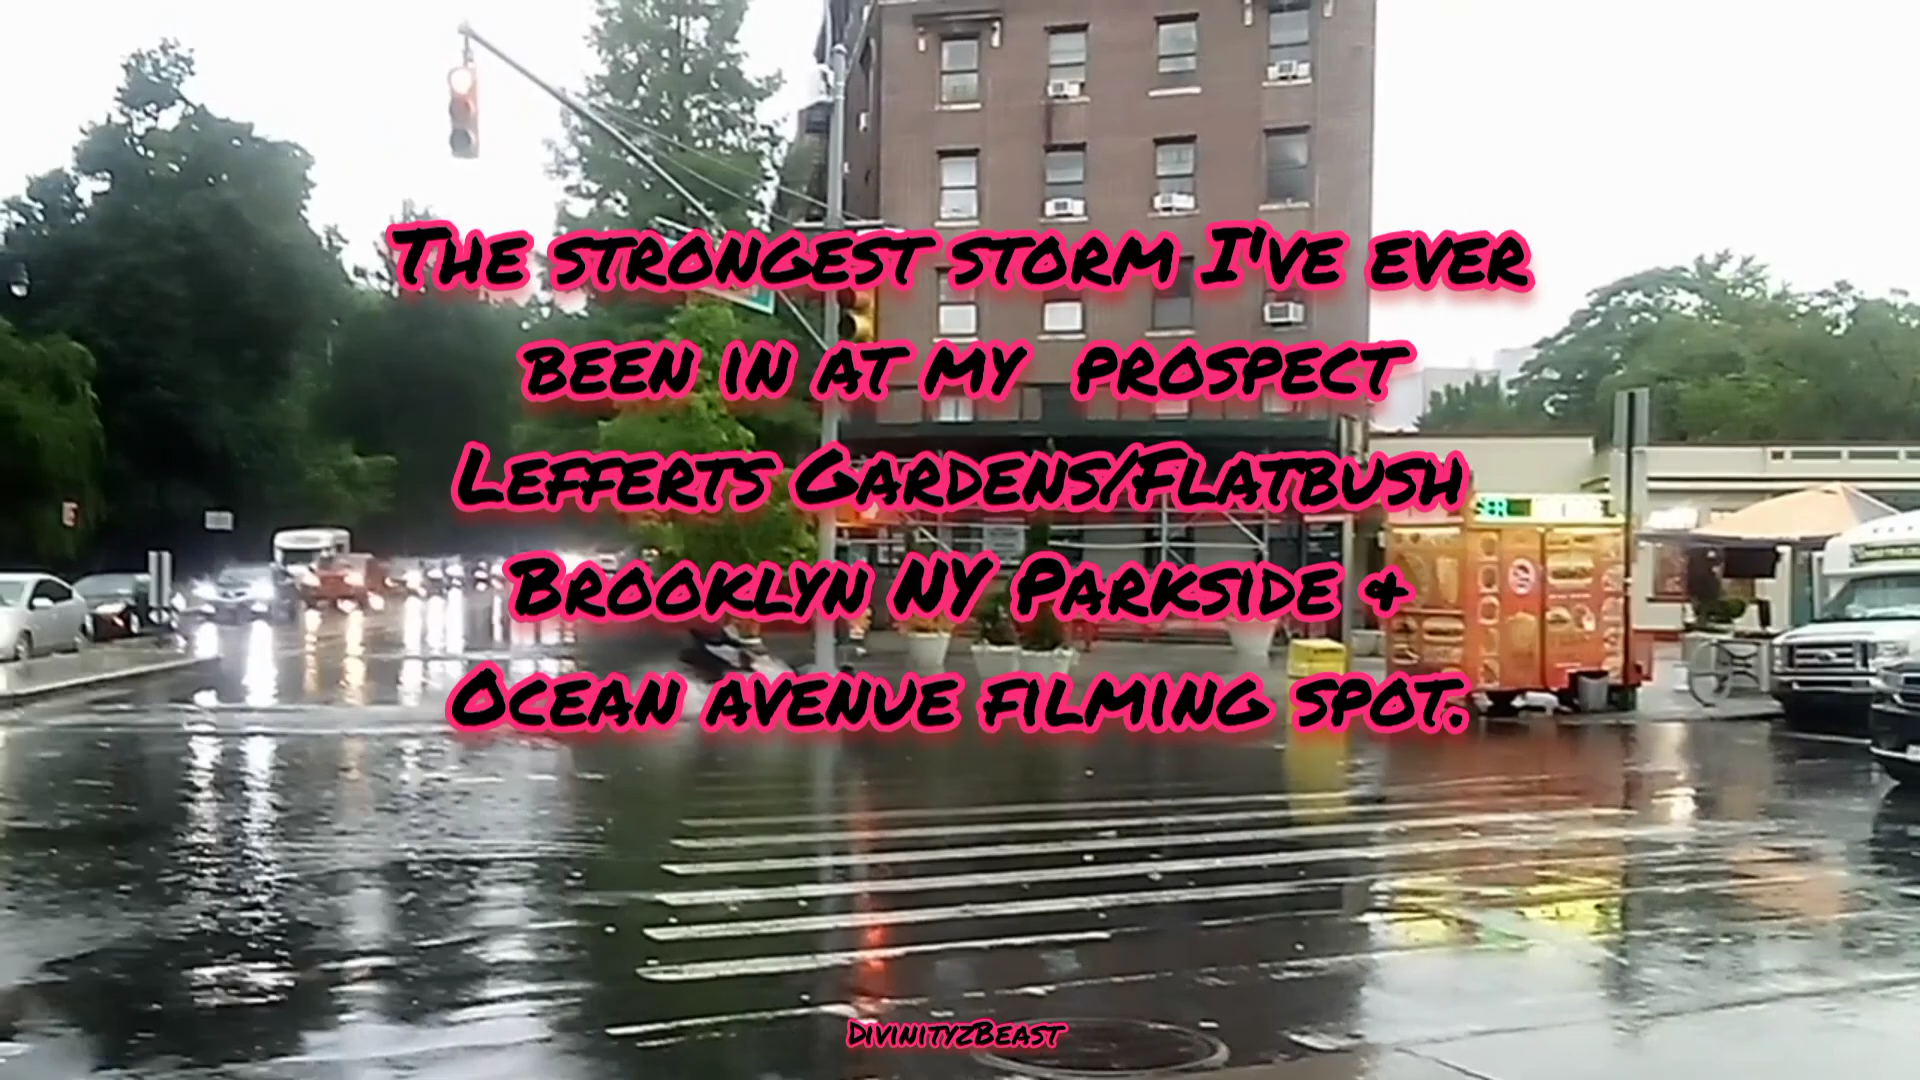 The strongest storm I've ever
been in at my prospect
Lefferts Gardens/Flatbush
Brooklyn NY Parkside &
Ocean avenue filming spot.
DivinityzBeast